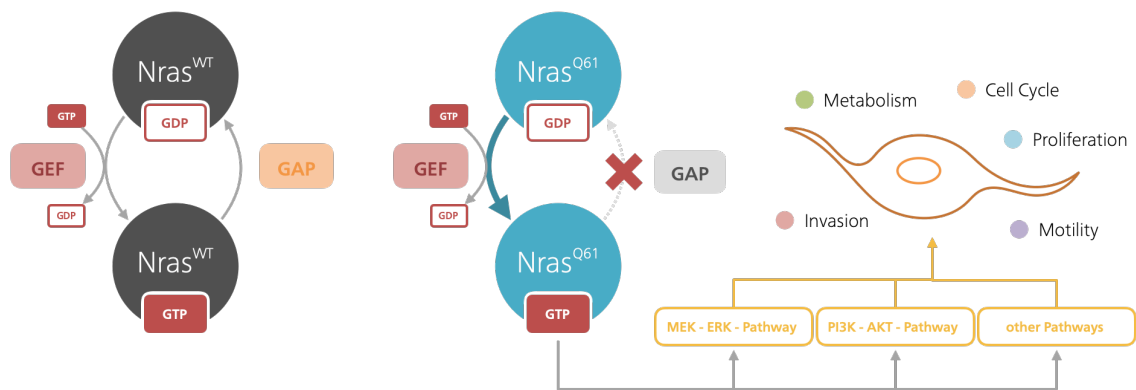 Nras^WT
GTP
GDP
GEF
GAP
GDP
Nras^WT
GTP
Nras^Q61
GTP
GDP
GEF
GAP
GDP
Nras^Q61
GTP
Metabolism
Cell Cycle
Proliferation
Invasion
Motility
MEK - ERK - Pathway
PI3K - AKT - Pathway
other Pathways